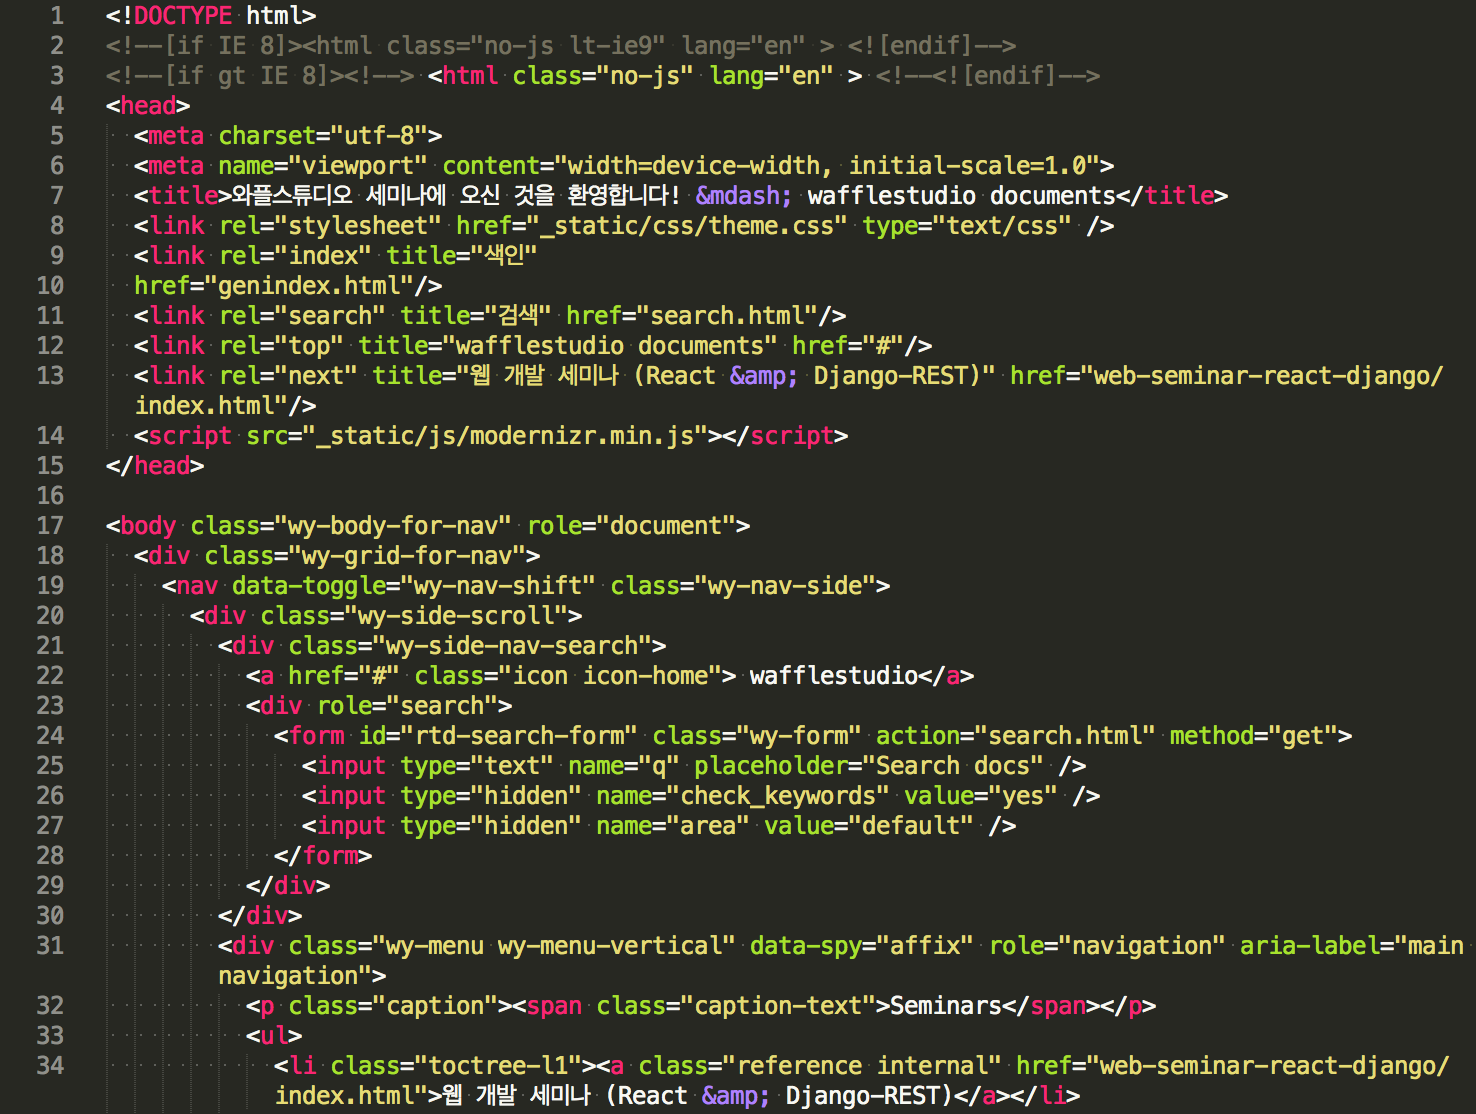 1 <!DOCTYPE html>
2 <!--[if IE 8]><html class="no-js lt-ie9" lang="en" > <![endif]-->
3 <!--[if gt IE 8]><!--> <html class="no-js" lang="en" > <!--<![endif]-->
4 <head>
5 <meta charset="utf-8">
6 <meta name="viewport" content="width=device-width, initial-scale=1.0">
7 <title>와플스튜디오 세미나에 오신 것을 환영합니다! &mdash; wafflestudio documents</title>
8 <link rel="stylesheet" href="_static/css/theme.css" type="text/css" />
9 <link rel="index" title="색인"
10 href="genindex.html"/>
11 <link rel="search" title="검색" href="search.html"/>
12 <link rel="top" title="wafflestudio documents" href="#"/>
13 <link rel="next" title="웹 개발 세미나 (React &amp; Django-REST)" href="web-seminar-react-django/
index.html"/>
14 <script src="_static/js/modernizr.min.js"></script>
15 </head>
16
17 <body class="wy-body-for-nav" role="document">
18 <div class="wy-grid-for-nav">
19 <nav data-toggle="wy-nav-shift" class="wy-nav-side">
20 <div class="wy-side-scroll">
21 <div class="wy-side-nav-search">
22 <a href="#" class="icon icon-home"> wafflestudio</a>
23 <div role="search">
24 <form id="rtd-search-form" class="wy-form" action="search.html" method="get">
25 <input type="text" name="q" placeholder="Search docs" />
26 <input type="hidden" name="check_keywords" value="yes" />
27 <input type="hidden" name="area" value="default" />
28 </form>
29 </div>
30 </div>
31 <div class="wy-menu wy-menu-vertical" data-spy="affix" role="navigation" aria-label="main
navigation">
32 <p class="caption"><span class="caption-text">Seminars</span></p>
33 <ul>
34 <li class="toctree-l1"><a class="reference internal" href="web-seminar-react-django/
index.html">웹 개발 세미나 (React &amp; Django-REST)</a></li>